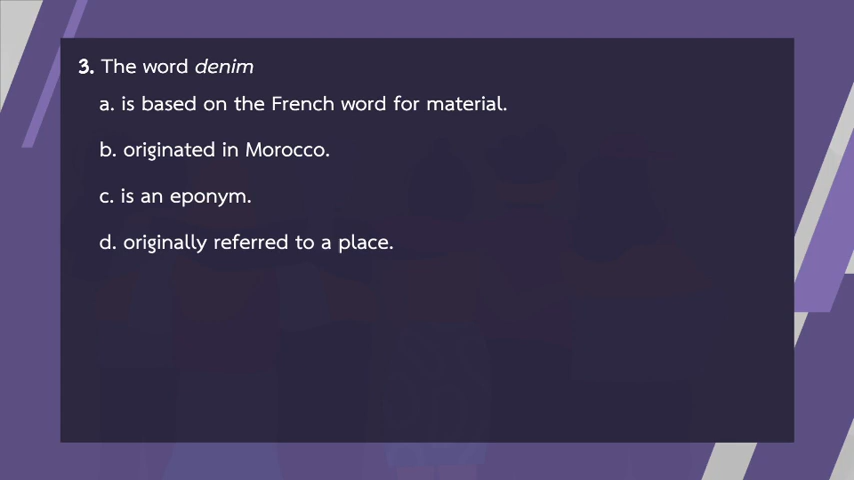 3. The word denim
a. is based on the French word for material.
b. originated in Morocco.
c. is an eponym.
d. originally referred to a place.